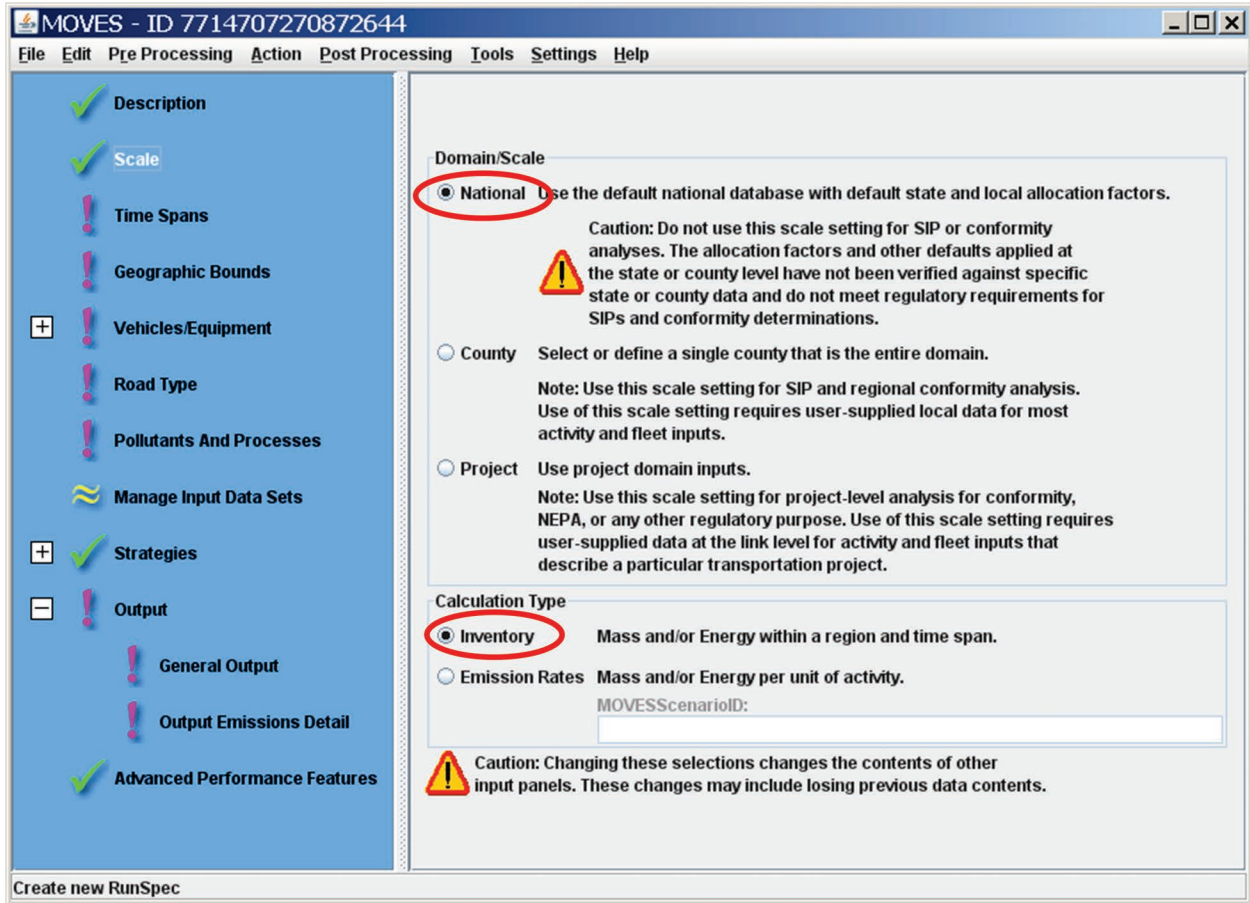 MOVES - ID 7714707270872644
File Edit Pre Processing Action Post Processing Tools Settings Help
Description
Scale
Time Spans
Geographic Bounds
Vehicles/Equipment
Road Type
Pollutants And Processes
Manage Input Data Sets
Strategies
Output
General Output
Output Emissions Detail
Advanced Performance Features
Domain/Scale
National Use the default national database with default state and local allocation factors.
Caution: Do not use this scale setting for SIP or conformity
analyses. The allocation factors and other defaults applied at
the state or county level have not been verified against specific
state or county data and do not meet regulatory requirements for
SIPs and conformity determinations.
County Select or define a single county that is the entire domain.
Note: Use this scale setting for SIP and regional conformity analysis.
Use of this scale setting requires user-supplied local data for most
activity and fleet inputs.
Project Use project domain inputs.
Note: Use this scale setting for project-level analysis for conformity,
NEPA, or any other regulatory purpose. Use of this scale setting requires
user-supplied data at the link level for activity and fleet inputs that
describe a particular transportation project.
Calculation Type
Inventory Mass and/or Energy within a region and time span.
Emission Rates Mass and/or Energy per unit of activity.
MOVESScenarioID:
Caution: Changing these selections changes the contents of other
input panels. These changes may include losing previous data contents.
Create new RunSpec